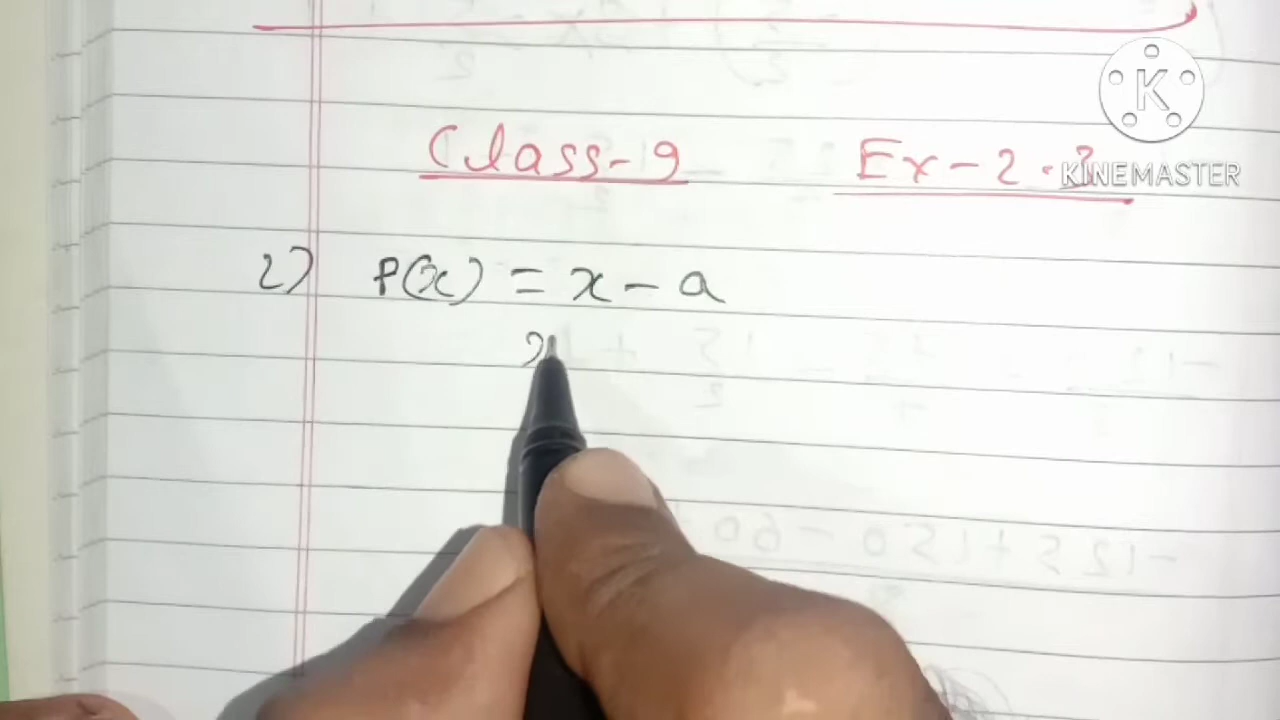 Class-9 Ex-2.3
KINEMASTER
2) P(x) = x - a